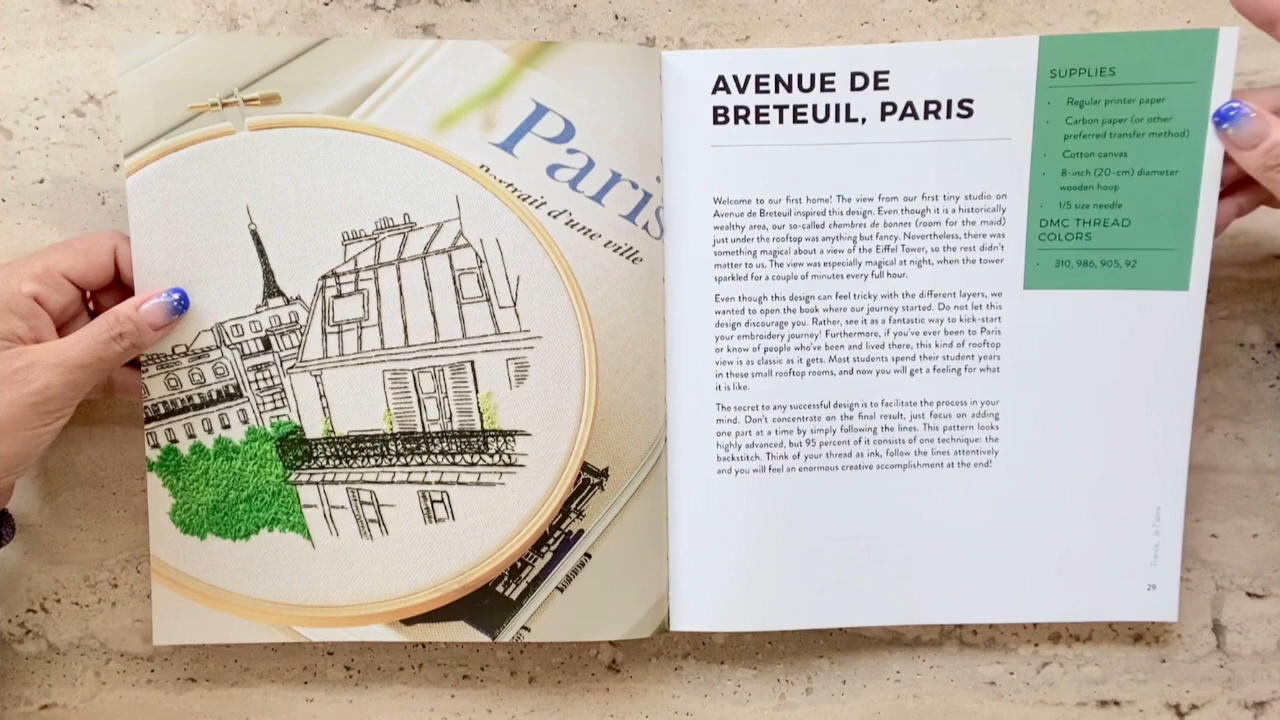 Paris
Portrait d'une ville
AVENUE DE
BRETEUIL, PARIS
Welcome to our first home! The view from our first tiny studio on
Avenue de Breteuil inspired this design. Even though it is a historically
wealthy area, our so-called chambres de bonnes (room for the maid)
just under the rooftop was anything but fancy. Nevertheless, there was
something magical about a view of the Eiffel Tower, so the rest didn't
matter to us. The view was especially magical at night, when the tower
sparkled for a couple of minutes every full hour.
Even though this design can feel tricky with the different layers, we
wanted to open the book where our journey started. Do not let this
design discourage you. Rather, see it as a fantastic way to kick-start
your embroidery journey! Furthermore, if you've ever been to Paris
or know of people who've been and lived there, this kind of rooftop
view is as classic as it gets. Most students spend their student years
in these small rooftop rooms, and now you will get a feeling for what
it is like.
The secret to any successful design is to facilitate the process in your
mind. Don't concentrate on the final result, just focus on adding
one part at a time by simply following the lines. This pattern looks
highly advanced, but 95 percent of it consists of one technique: the
backstitch. Think of your thread as ink, follow the lines attentively
and you will feel an enormous creative accomplishment at the end!
SUPPLIES
• Regular printer paper
• Carbon paper (or other
preferred transfer method)
• Cotton canvas
• 8-inch (20-cm) diameter
wooden hoop
• 1/5 size needle
DMC THREAD
COLORS
• 310, 986, 905, 92
France, Je T'aime
29